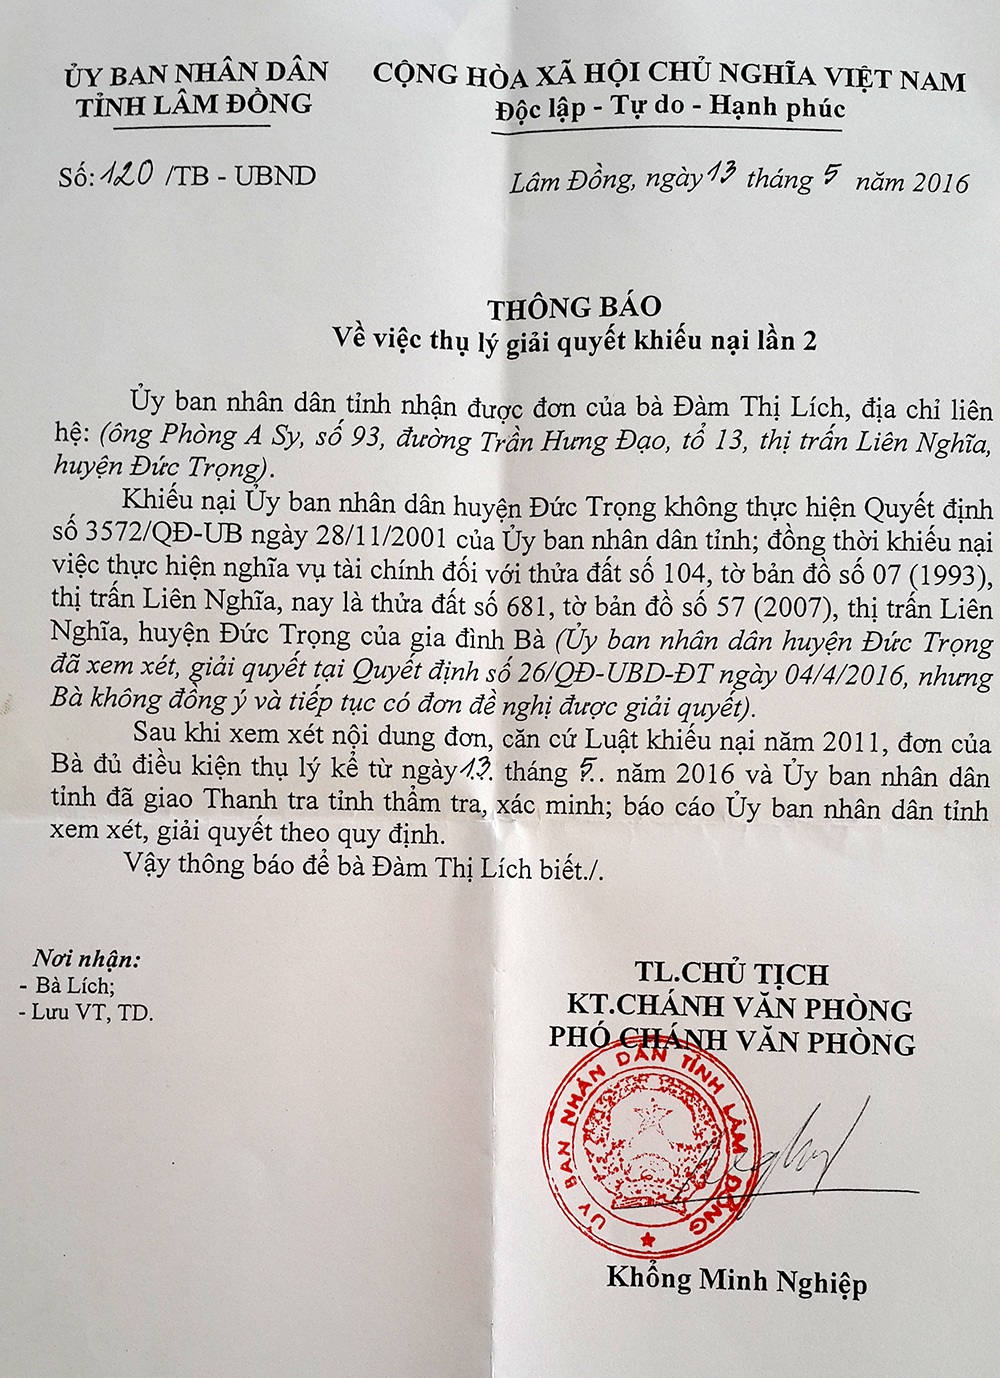 ỦY BAN NHÂN DÂN
TỈNH LÂM ĐỒNG
CỘNG HÒA XÃ HỘI CHỦ NGHĨA VIỆT NAM
Độc lập - Tự do - Hạnh phúc
Số: 120 /TB - UBND
Lâm Đồng, ngày 13 tháng 5 năm 2016
THÔNG BÁO
Về việc thụ lý giải quyết khiếu nại lần 2
Ủy ban nhân dân tỉnh nhận được đơn của bà Đàm Thị Lích, địa chỉ liên
hệ: (ông Phòng A Sy, số 93, đường Trần Hưng Đạo, tổ 13, thị trấn Liên Nghĩa,
huyện Đức Trọng).
Khiếu nại Ủy ban nhân dân huyện Đức Trọng không thực hiện Quyết định
số 3572/QĐ-UB ngày 28/11/2001 của Ủy ban nhân dân tỉnh; đồng thời khiếu nại
việc thực hiện nghĩa vụ tài chính đối với thửa đất số 104, tờ bản đồ số 07 (1993),
thị trấn Liên Nghĩa, nay là thửa đất số 681, tờ bản đồ số 57 (2007), thị trấn Liên
Nghĩa, huyện Đức Trọng của gia đình Bà (Ủy ban nhân dân huyện Đức Trọng
đã xem xét, giải quyết tại Quyết định số 26/QĐ-UBD-ĐT ngày 04/4/2016, nhưng
Bà không đồng ý và tiếp tục có đơn đề nghị được giải quyết).
Sau khi xem xét nội dung đơn, căn cứ Luật khiếu nại năm 2011, đơn của
Bà đủ điều kiện thụ lý kể từ ngày 13. tháng 5.. năm 2016 và Ủy ban nhân dân
tỉnh đã giao Thanh tra tỉnh thẩm tra, xác minh; báo cáo Ủy ban nhân dân tỉnh
xem xét, giải quyết theo quy định.
Vậy thông báo để bà Đàm Thị Lích biết./.
Nơi nhận:
- Bà Lích;
- Lưu VT, TD.
TL.CHỦ TỊCH
KT.CHÁNH VĂN PHÒNG
PHÓ CHÁNH VĂN PHÒNG
ỦY BAN NHÂN DÂN TỈNH LÂM ĐỒNG
Khổng Minh Nghiệp